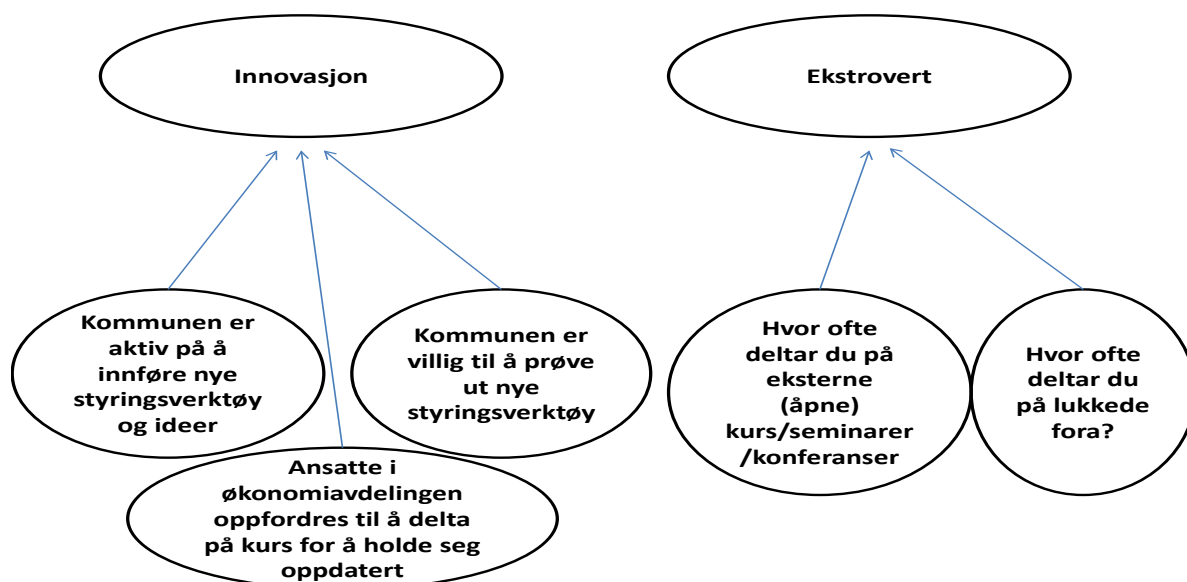 Innovasjon
Ekstrovert
Kommunen er
aktiv på å
innføre nye
styringsverktøy
og ideer
Kommunen er
villig til å prøve
ut nye
styringsverktøy
Ansatte i
økonomiavdelingen
oppfordres til å delta
på kurs for å holde seg
oppdatert
Hvor ofte
deltar du på
eksterne
(åpne)
kurs/seminarer
/konferanser
Hvor ofte
deltar du
på lukkede
fora?